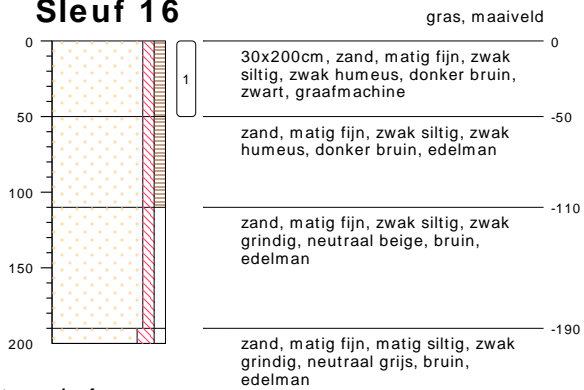 Sleuf 16
gras, maaiveld
0
0
30x200cm, zand, matig fijn, zwak
siltig, zwak humeus, donker bruin,
zwart, graafmachine
1
50
-50
zand, matig fijn, zwak siltig, zwak
humeus, donker bruin, edelman
100
-110
zand, matig fijn, zwak siltig, zwak
grindig, neutraal beige, bruin,
edelman
150
-190
200
zand, matig fijn, matig siltig, zwak
grindig, neutraal grijs, bruin,
edelman